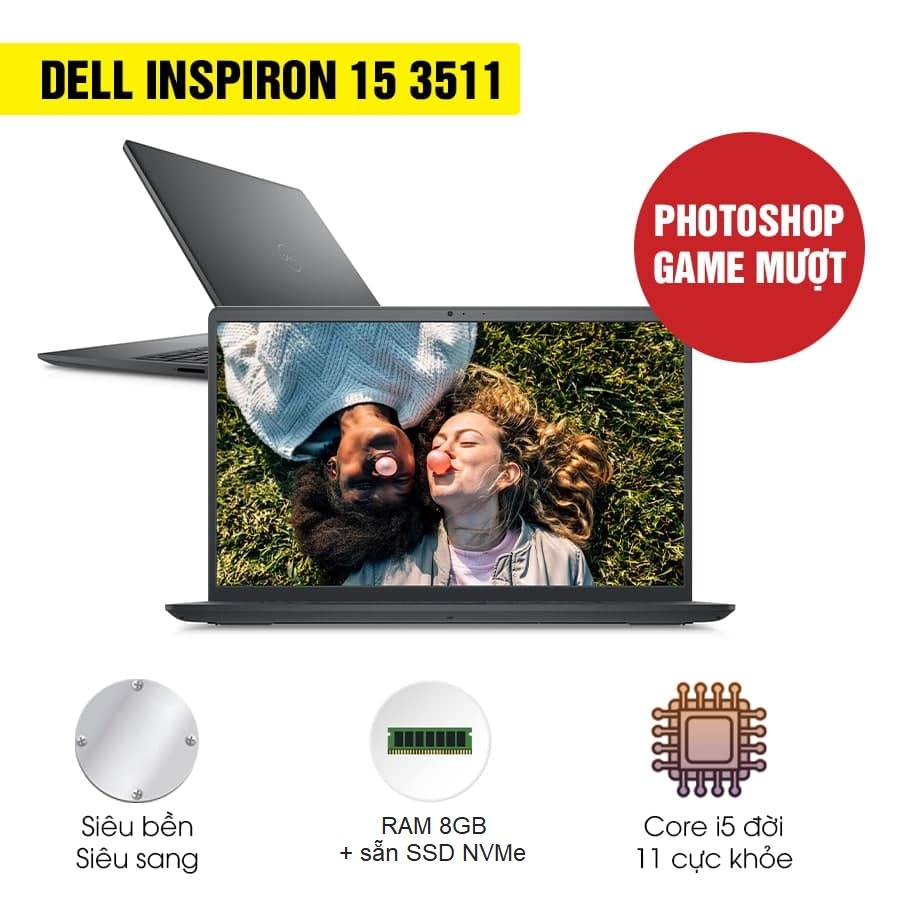 DELL INSPIRON 15 3511
PHOTOSHOP
GAME MƯỢT
Siêu bền
Siêu sang
RAM 8GB
+ sẵn SSD NVMe
Core i5 đời
11 cực khỏe